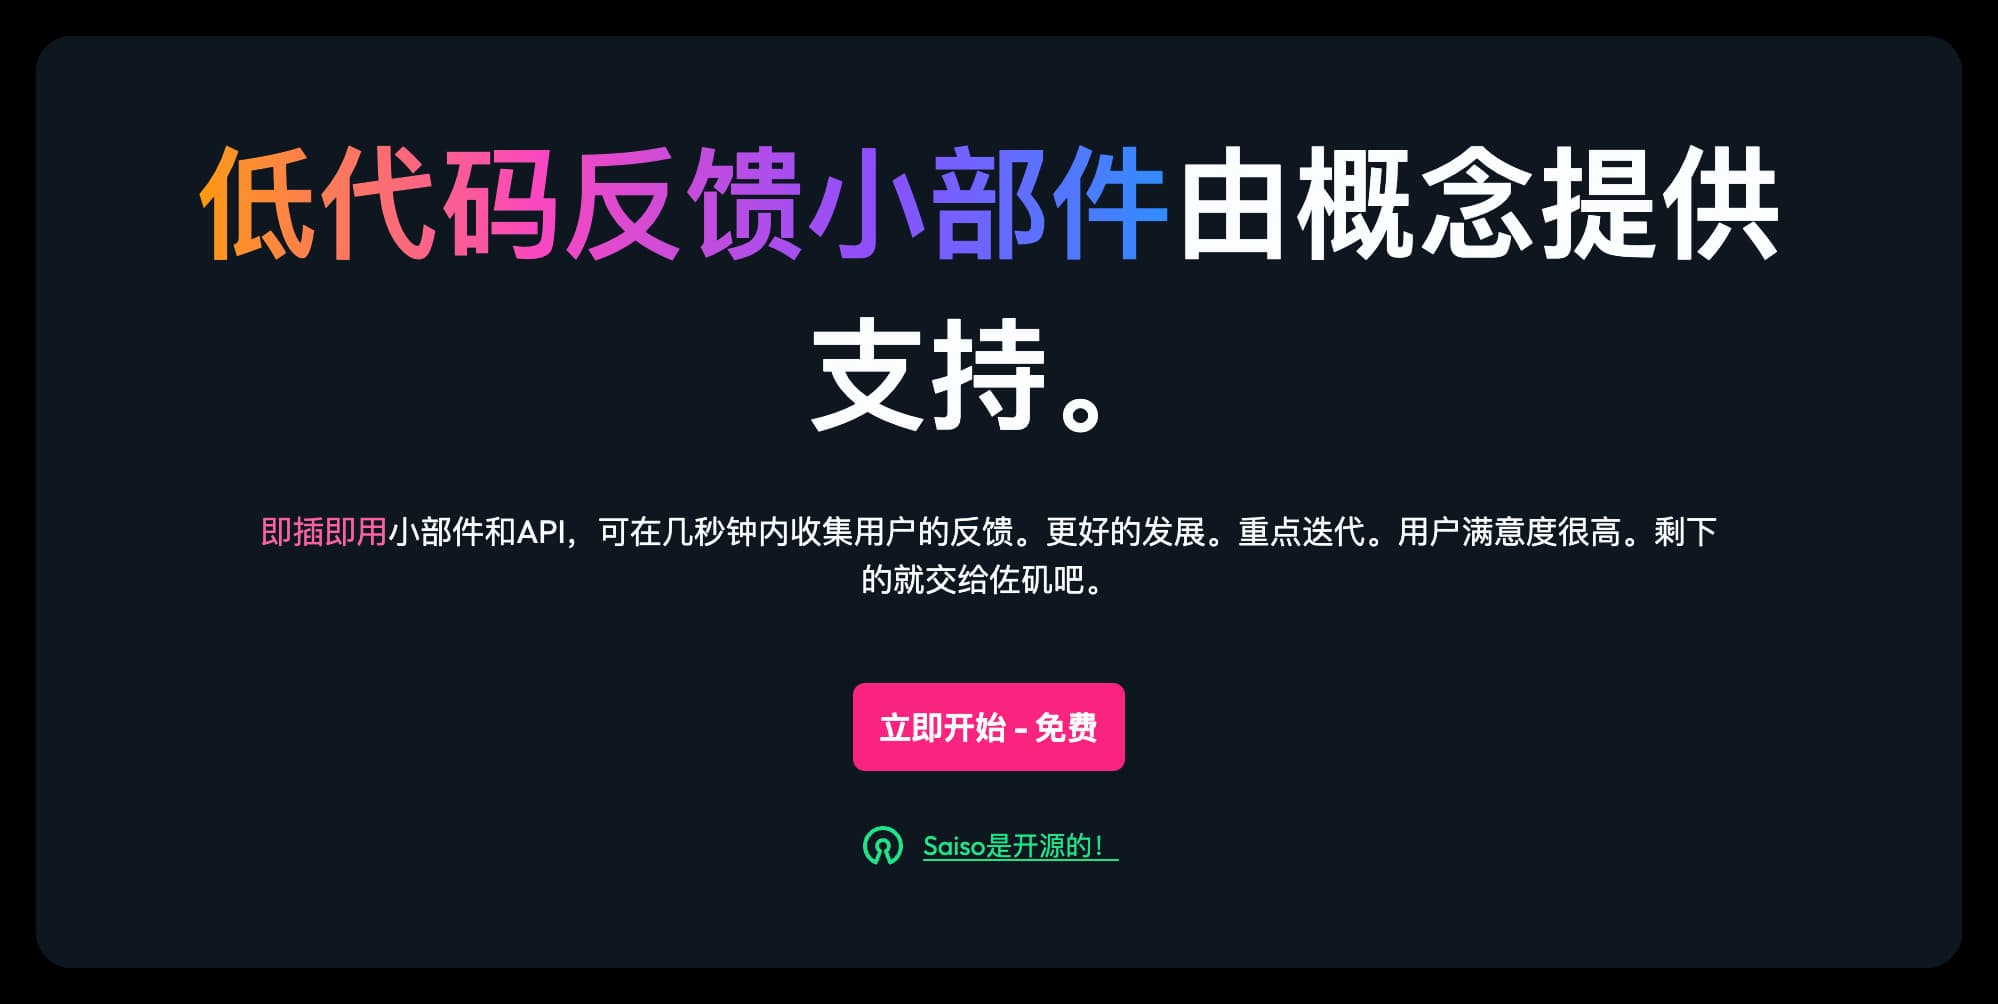 低代码反馈小部件由概念提供
支持。
即插即用小部件和API，可在几秒钟内收集用户的反馈。更好的发展。重点迭代。用户满意度很高。剩下
的就交给佐矶吧。
立即开始 - 免费
Saiso是开源的！